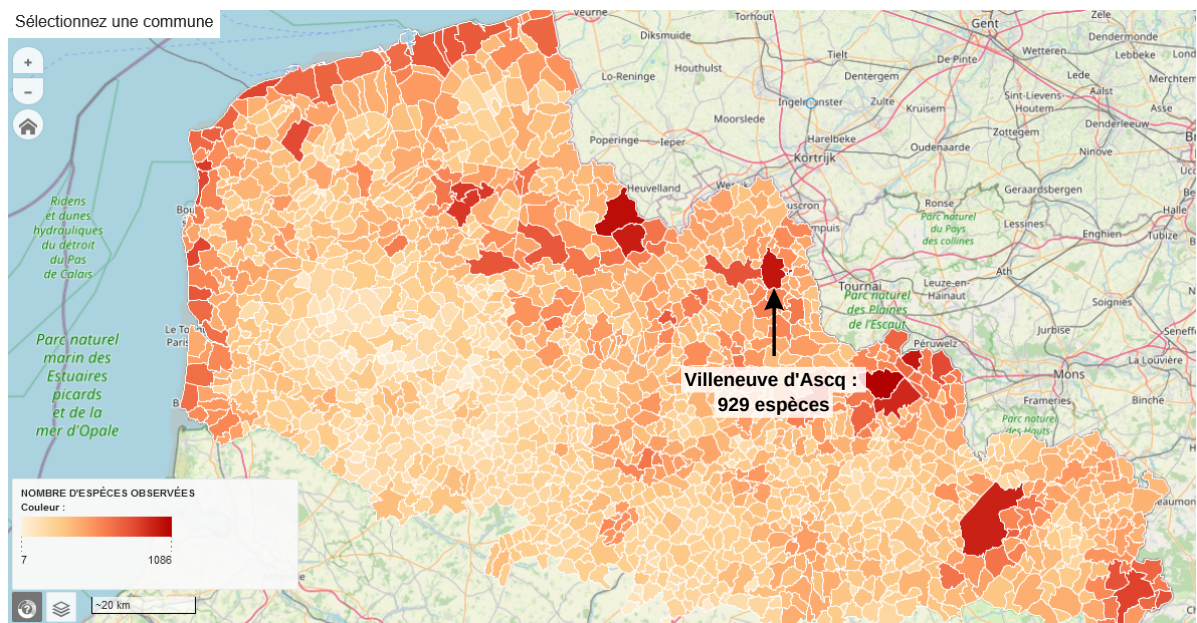 Sélectionnez une commune
Veurne
Torhout
Diksmuide
Gent
Zele
Dendermonde
Wetteren
Lebbeke
Tielt
De Pinte
Lede
Merchtem
Lo-Reninge
Houthulst
Dentergem
Aalst
Ingelmunster
Zulte
Kruisem
Sint-Lievens-
Houtem
Asse
Moorslede
Zottegem
Denderleeuw
Poperinge
Ieper
Harelbeke
Oudenaarde
Ninove
Kortrijk
Heuvelland
Geraardsbergen
Ronse
Parc naturel
du Pays
des collines
Lessines
Halle
Enghien
Tubize
Ath
Ridens
et dunes
hydrauliques
du détroit
du Pas
de Calais
Tournai
Leuze-en-
Hainaut
Parc naturel
des Plaines
de l'Escaut
Soignies
Jurbise
Péruwelz
La Louvière
Mons
Frameries
Binche
Parc naturel
des Hauts
Parc naturel
marin des
Estuaires
picards
et de la
mer d'Opale
Villeneuve d'Ascq :
929 espèces
NOMBRE D'ESPÈCES OBSERVÉES
Couleur :
7
1086
~20 km
+
−
?